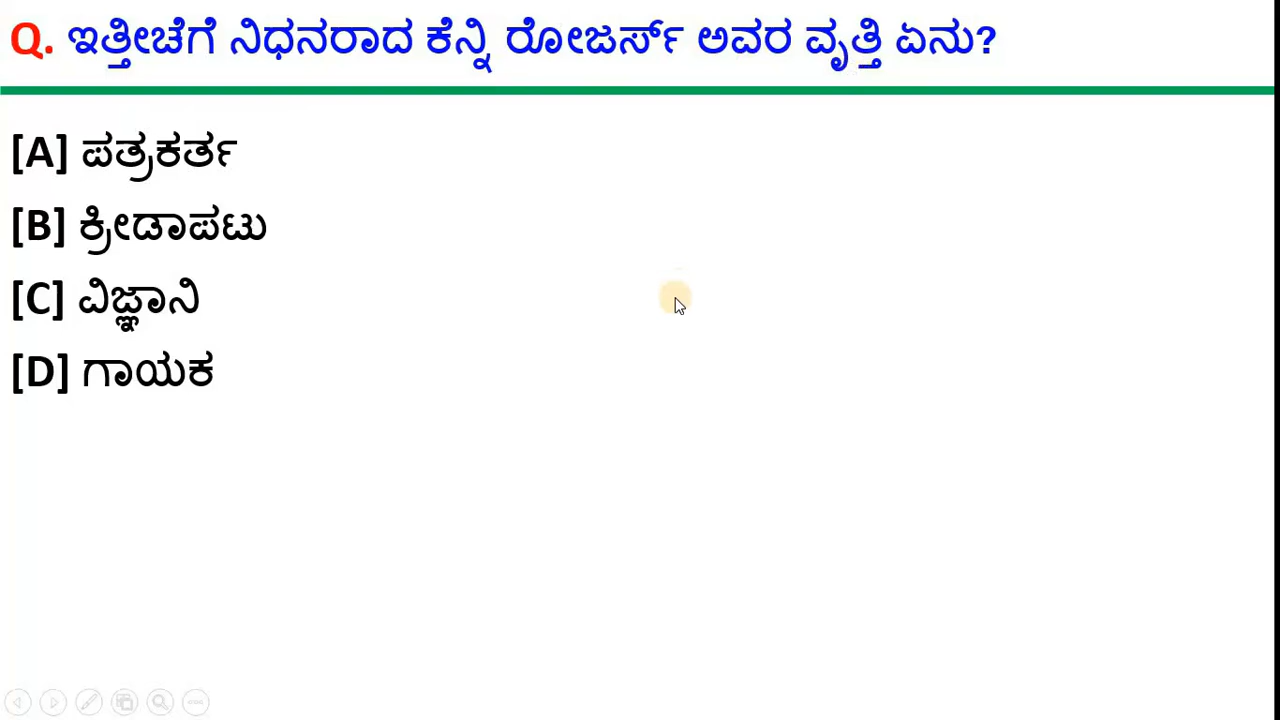 Q. ಇತ್ತೀಚೆಗೆ ನಿಧನರಾದ ಕೆನ್ನಿ ರೋಜರ್ಸ್ ಅವರ ವೃತ್ತಿ ಏನು?
[A] ಪತ್ರಕರ್ತ
[B] ಕ್ರೀಡಾಪಟು
[C] ವಿಜ್ಞಾನಿ
[D] ಗಾಯಕ